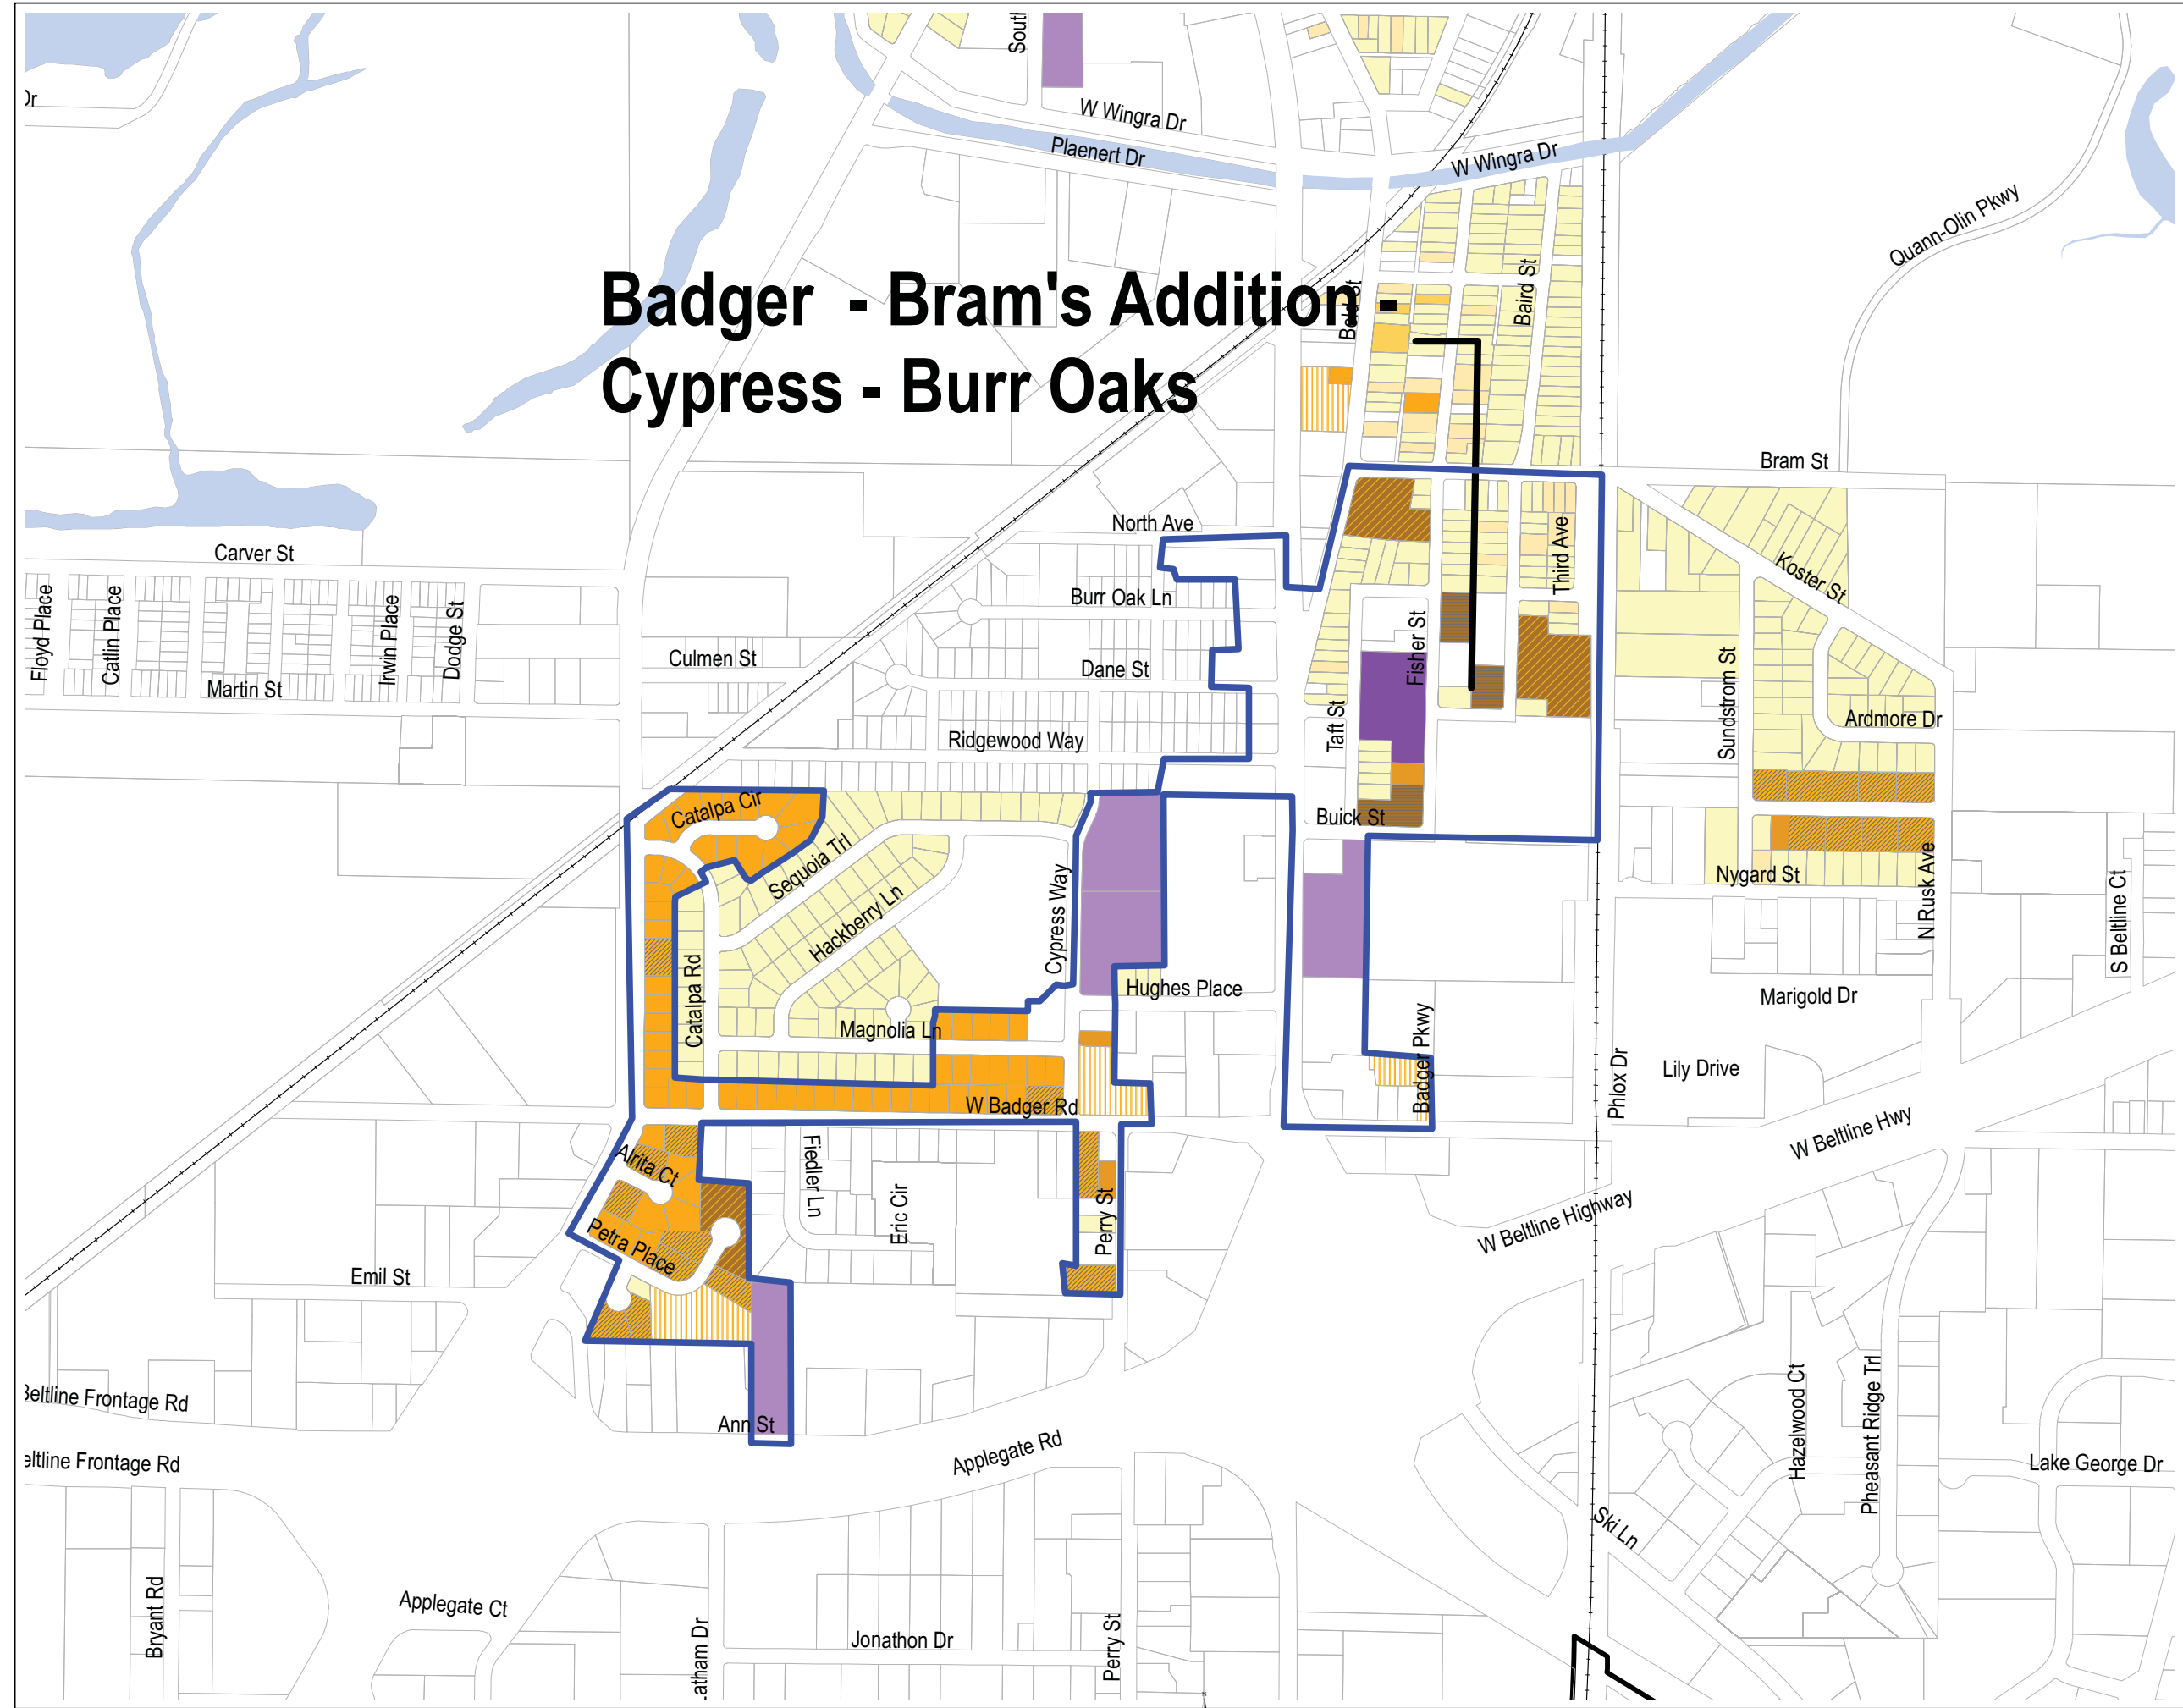 South
Dr
W Wingra Dr
Plaenert Dr
W Wingra Dr
Quann-Olin Pkwy
Badger - Bram's Addition -
Cypress - Burr Oaks
Baird St
Bram St
North Ave
Carver St
Third Ave
Koster St
Burr Oak Ln
Floyd Place
Catlin Place
Irwin Place
Dodge St
Culmen St
Dane St
Fisher St
Martin St
Sundstrom St
Ardmore Dr
Taft St
Ridgewood Way
Catalpa Cir
Buick St
Sequoia Trl
Nygard St
N Rusk Ave
Hackberry Ln
Cypress Way
S Beltline Ct
Catalpa Rd
Hughes Place
Marigold Dr
Magnolia Ln
Badger Pkwy
Phlox Dr
Lily Drive
W Badger Rd
W Beltline Hwy
Alrita Ct
Fiedler Ln
Eric Cir
Perry St
W Beltline Highway
Petra Place
Emil St
Beltline Frontage Rd
Ann St
Hazelwood Ct
Pheasant Ridge Trl
Applegate Rd
eltline Frontage Rd
Lake George Dr
Ski Ln
Bryant Rd
Applegate Ct
Latham Dr
Jonathon Dr
Perry St